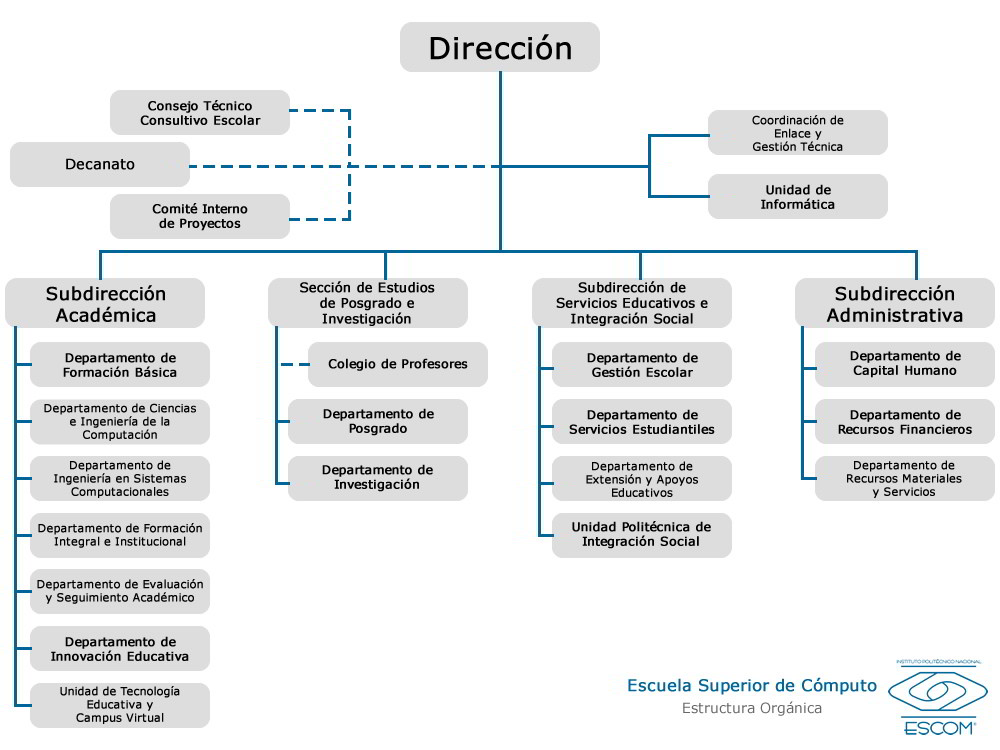 Dirección
Consejo Técnico
Consultivo Escolar
Decanato
Comité Interno
de Proyectos
Coordinación de
Enlace y
Gestión Técnica
Unidad de
Informática
Subdirección
Académica
Departamento de
Formación Básica
Departamento de Ciencias
e Ingeniería de la
Computación
Departamento de
Ingeniería en Sistemas
Computacionales
Departamento de Formación
Integral e Institucional
Departamento de Evaluación
y Seguimiento Académico
Departamento de
Innovación Educativa
Unidad de Tecnología
Educativa y
Campus Virtual
Sección de Estudios
de Posgrado e
Investigación
Colegio de Profesores
Departamento de
Posgrado
Departamento de
Investigación
Subdirección de
Servicios Educativos e
Integración Social
Departamento de
Gestión Escolar
Departamento de
Servicios Estudiantiles
Departamento de
Extensión y Apoyos
Educativos
Unidad Politécnica de
Integración Social
Subdirección
Administrativa
Departamento de
Capital Humano
Departamento de
Recursos Financieros
Departamento de
Recursos Materiales
y Servicios
Escuela Superior de Cómputo
Estructura Orgánica
INSTITUTO POLITÉCNICO NACIONAL
ESCOM®